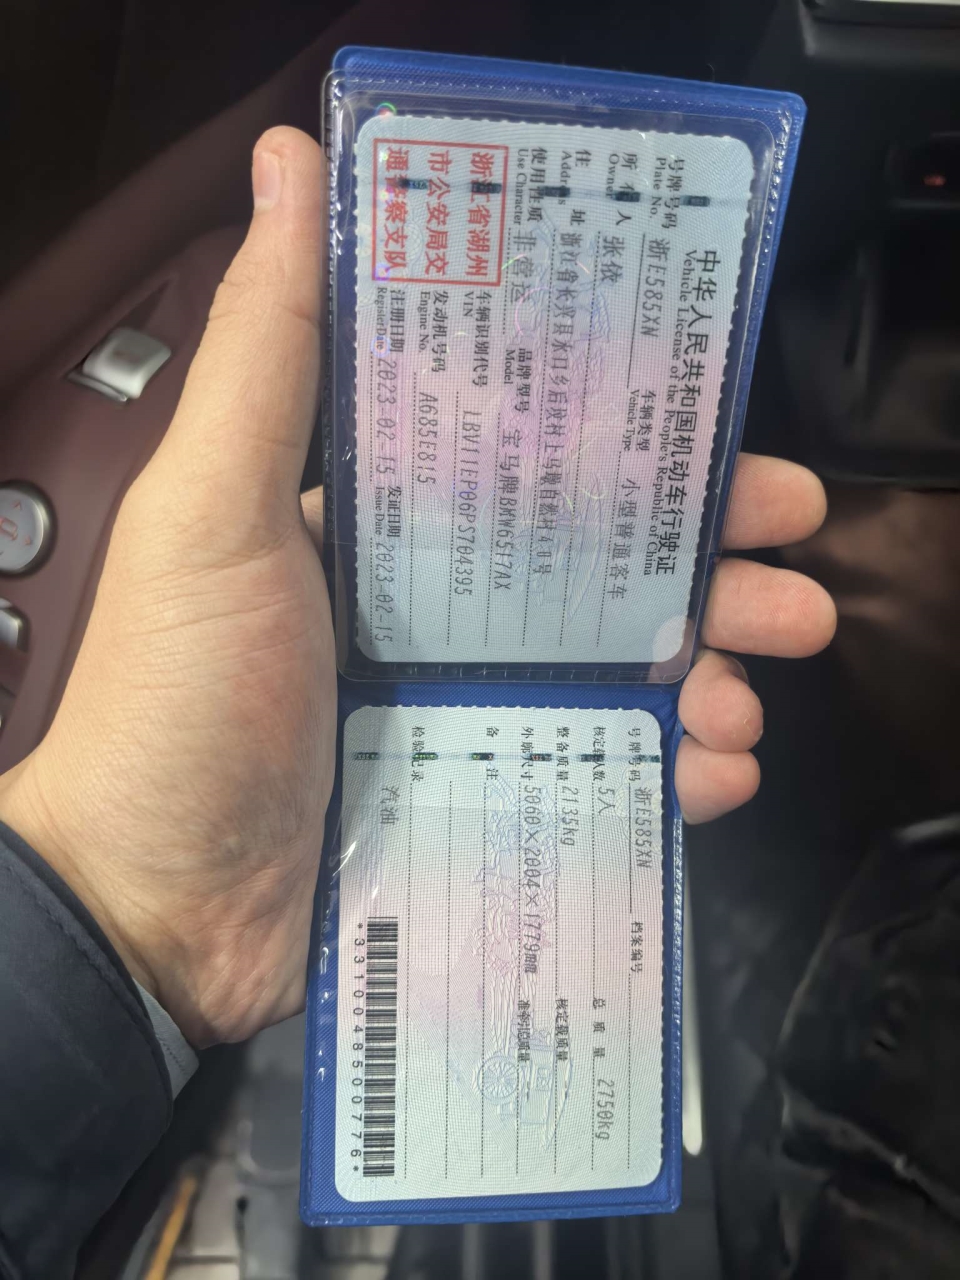 中华人民共和国机动车行驶证
Vehicle License of the People's Republic of China
号牌号码 浙E585XN 车辆类型 小型普通客车
Plate No. Vehicle Type
所有人 张依
Owner
住址 浙江省长兴县水口乡后坟村上马墩自然村40号
Address
使用性质 非营运 品牌型号 宝马牌BMW6517AX
Use Character Model
浙江省湖州
市公安局交
通警察支队
车辆识别代号 LBV11EP06PS704395
VIN
发动机号码 A685E815
Engine No.
注册日期 2023-02-15 发证日期 2023-02-15
Register Date Issue Date
号牌号码 浙E585XN 档案编号
核定载人数 5人 总质量 2750kg
整备质量 2135kg 核定载质量
外廓尺寸 5060×2004×1779mm 准牵引总质量
备注
检验记录
汽油
*3310048500776*